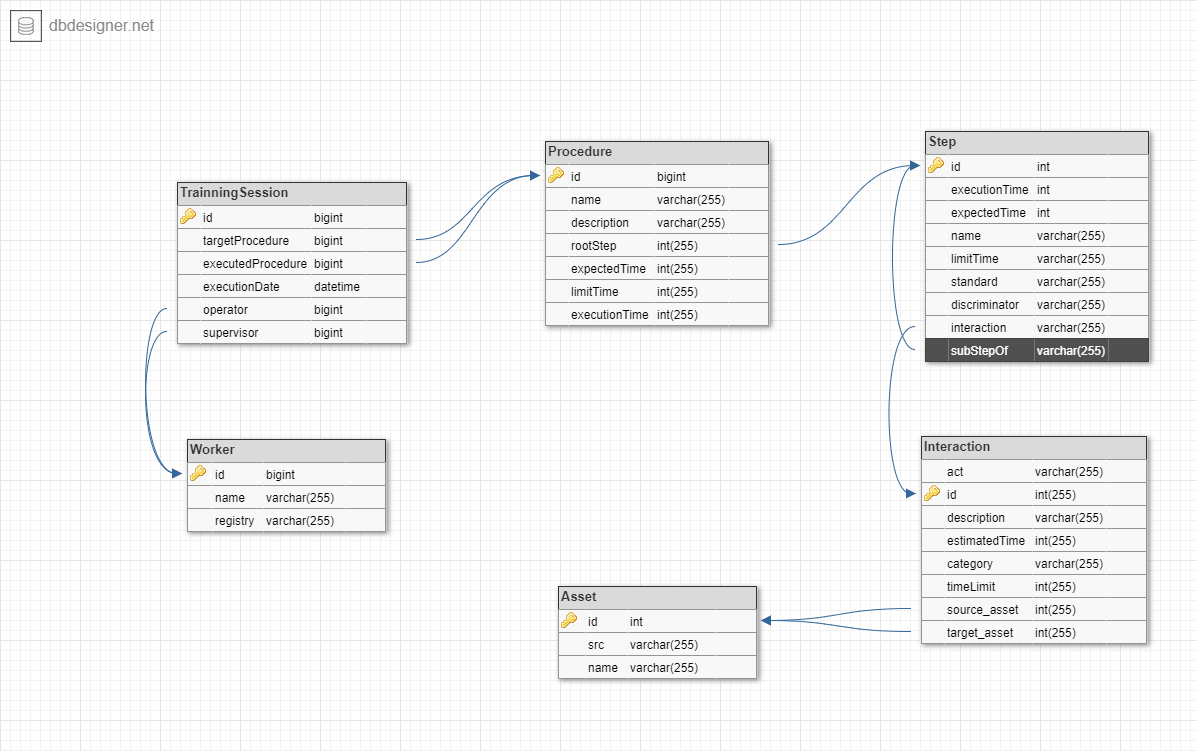 dbdesigner.net
TrainningSession
id bigint
targetProcedure bigint
executedProcedure bigint
executionDate datetime
operator bigint
supervisor bigint
Procedure
id bigint
name varchar(255)
description varchar(255)
rootStep int(255)
expectedTime int(255)
limitTime int(255)
executionTime int(255)
Step
id int
executionTime int
expectedTime int
name varchar(255)
limitTime varchar(255)
standard varchar(255)
discriminator varchar(255)
interaction varchar(255)
subStepOf varchar(255)
Worker
id bigint
name varchar(255)
registry varchar(255)
Interaction
act varchar(255)
id int(255)
description varchar(255)
estimatedTime int(255)
category varchar(255)
timeLimit int(255)
source_asset int(255)
target_asset int(255)
Asset
id int
src varchar(255)
name varchar(255)